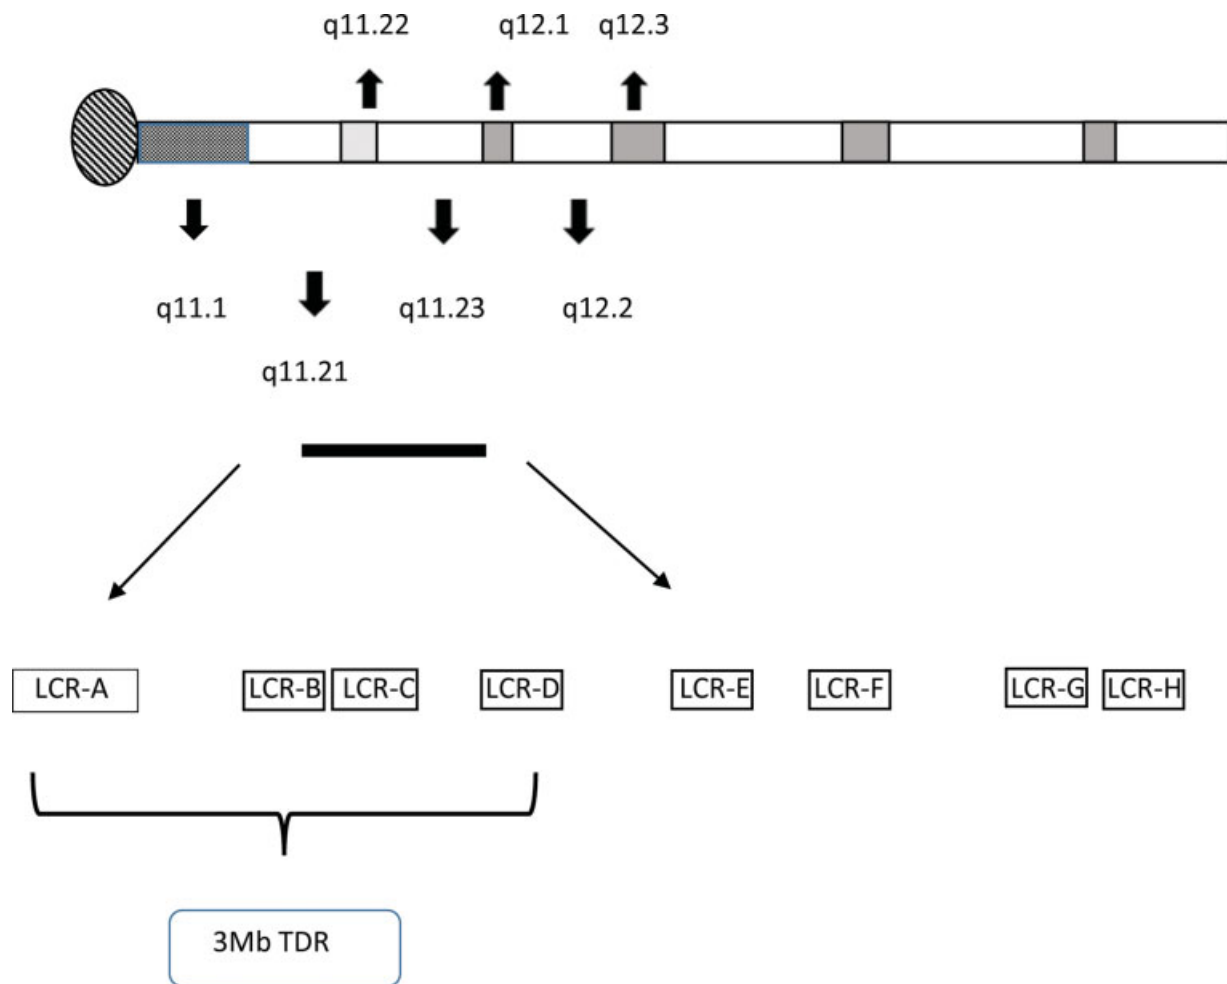 q11.22 q12.1 q12.3
q11.1 q11.23 q12.2
q11.21
LCR-A LCR-B LCR-C LCR-D LCR-E LCR-F LCR-G LCR-H
3Mb TDR